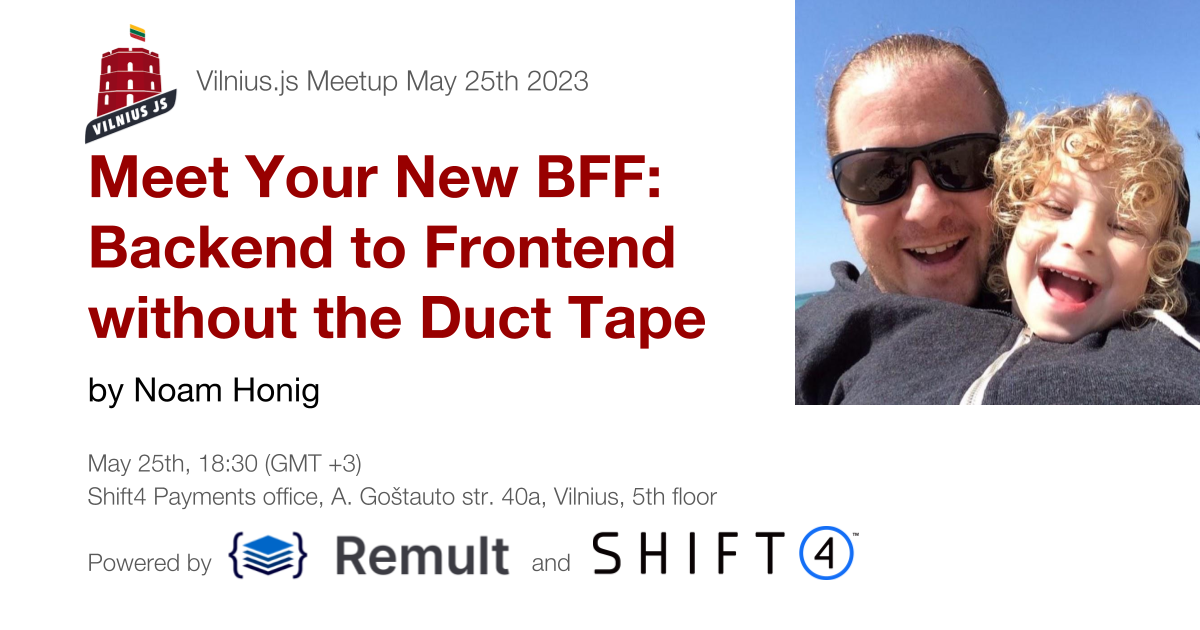 Vilnius.js Meetup May 25th 2023
VILNIUS JS
Meet Your New BFF:
Backend to Frontend
without the Duct Tape
by Noam Honig
May 25th, 18:30 (GMT +3)
Shift4 Payments office, A. Goštauto str. 40a, Vilnius, 5th floor
Powered by Remult and SHIFT4™